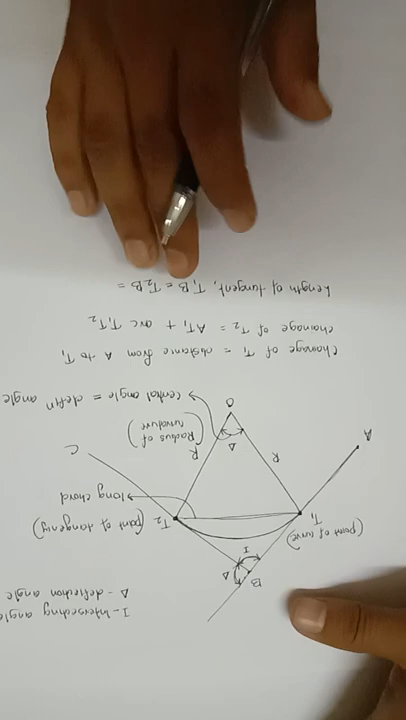 I - Intersecting angle
Δ - deflection angle
B
Δ
I
(point of curve)
T1
T2 (point of tangency)
long chord
A
R
R
C
Δ
(Radius of curvature)
O
central angle = defln angle
chainage of T1 = distance from A to T1
chainage of T2 = AT1 + arc T1T2
Length of tangent, T1B = T2B =